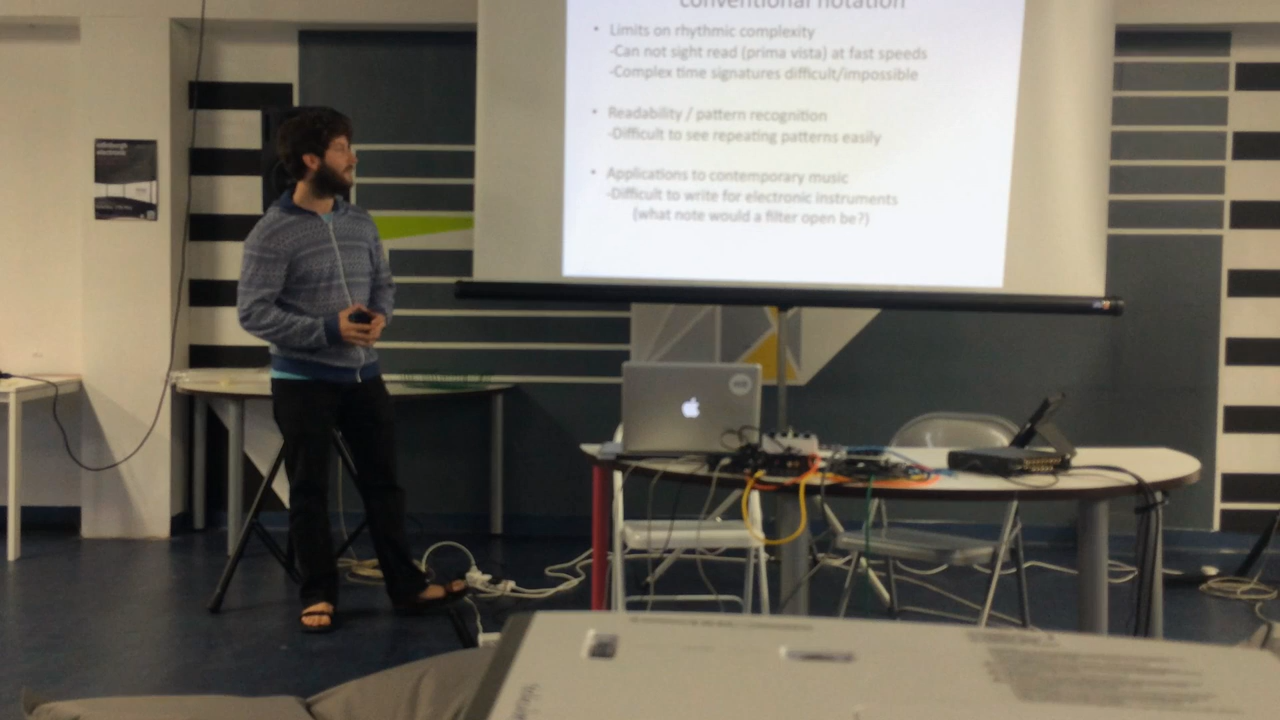 conventional notation
• Limits on rhythmic complexity
-Can not sight read (prima vista) at fast speeds
-Complex time signatures difficult/impossible
• Readability / pattern recognition
-Difficult to see repeating patterns easily
• Applications to contemporary music
-Difficult to write for electronic instruments
(what note would a filter open be?)
edinburgh
electronic